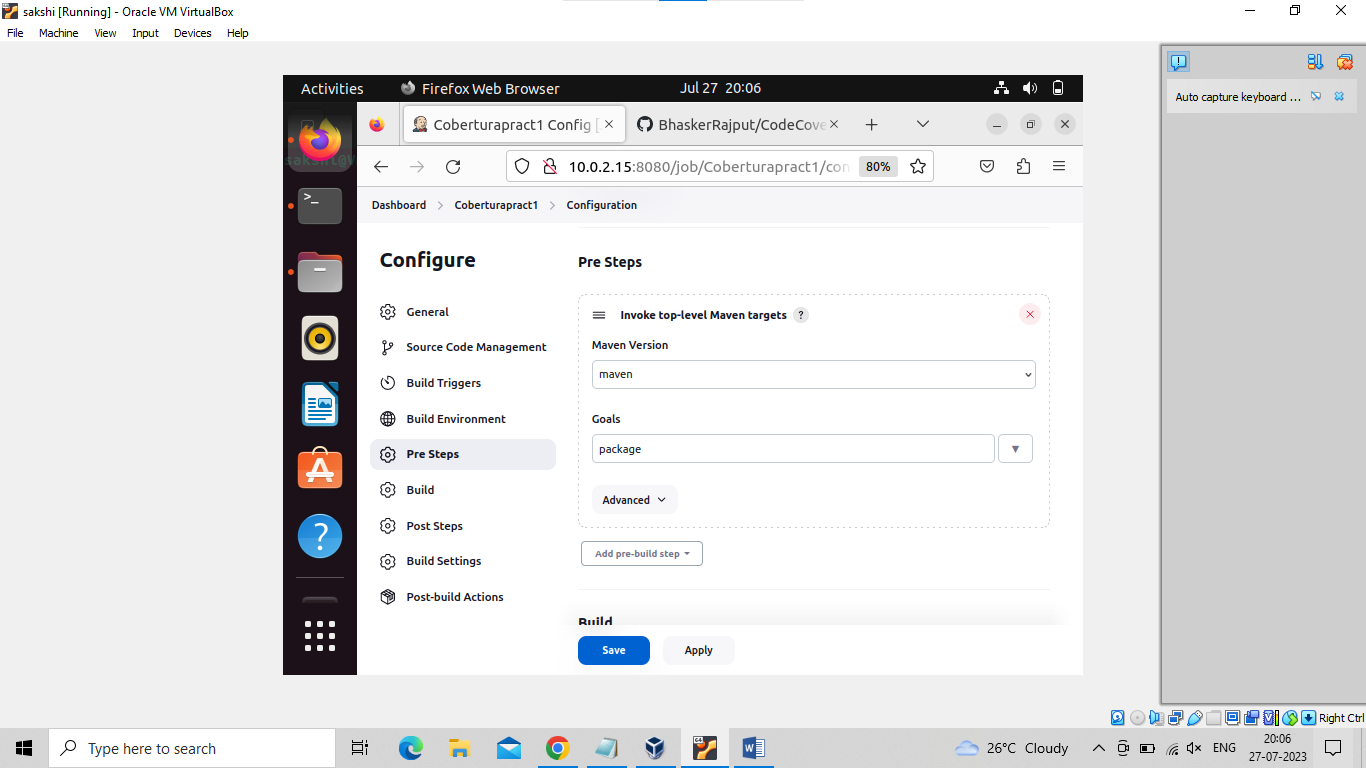 sakshi [Running] - Oracle VM VirtualBox
File Machine View Input Devices Help
Auto capture keyboard ...
Activities Firefox Web Browser Jul 27 20:06
Coberturapract1 Config [
BhaskerRajput/CodeCove
10.0.2.15:8080/job/Coberturapract1/con
80%
Dashboard > Coberturapract1 > Configuration
Configure
General
Source Code Management
Build Triggers
Build Environment
Pre Steps
Build
Post Steps
Build Settings
Post-build Actions
Pre Steps
Invoke top-level Maven targets ?
Maven Version
maven
Goals
package
Advanced
Add pre-build step
Build
Save Apply
Right Ctrl
Type here to search
26°C Cloudy
ENG
20:06
27-07-2023